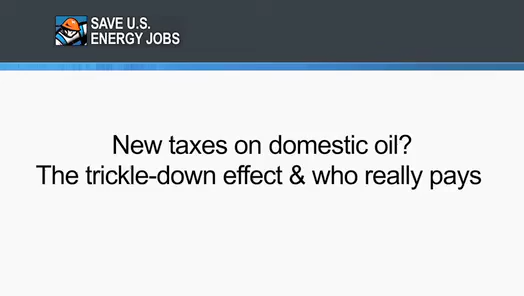 SAVE U.S.
ENERGY JOBS
New taxes on domestic oil?
The trickle-down effect & who really pays